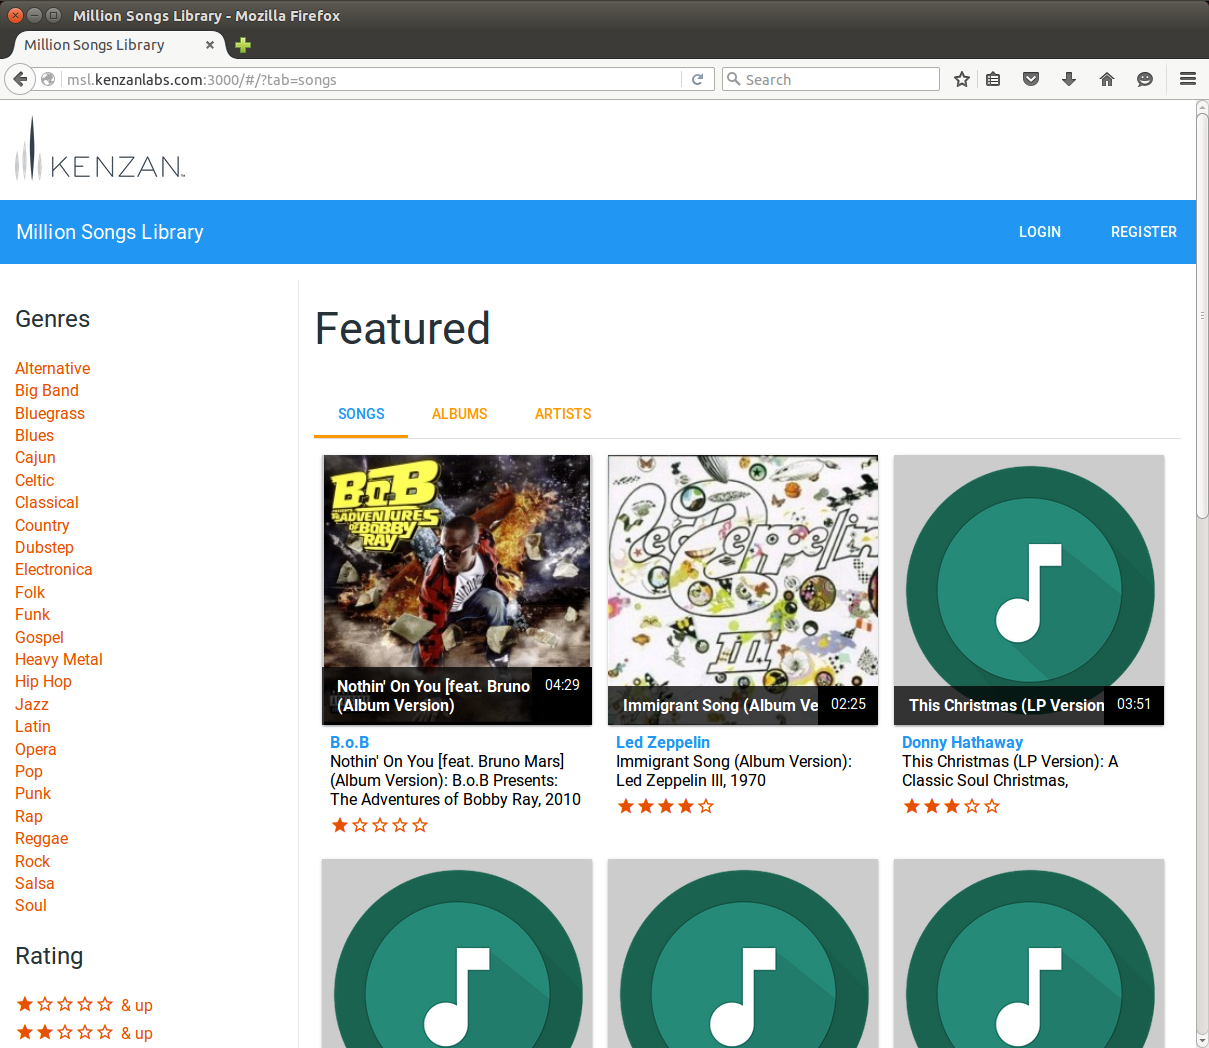 Million Songs Library - Mozilla Firefox
Million Songs Library
msl.kenzanlabs.com:3000/#/?tab=songs
Search
KENZAN
Million Songs Library
LOGIN
REGISTER
Genres
Alternative
Big Band
Bluegrass
Blues
Cajun
Celtic
Classical
Country
Dubstep
Electronica
Folk
Funk
Gospel
Heavy Metal
Hip Hop
Jazz
Latin
Opera
Pop
Punk
Rap
Reggae
Rock
Salsa
Soul
Rating
& up
& up
Featured
SONGS
ALBUMS
ARTISTS
B.o.B
PRESENTS:
THE ADVENTURES
OF BOBBY
RAY
Nothin' On You [feat. Bruno
(Album Version)
04:29
B.o.B
Nothin' On You [feat. Bruno Mars]
(Album Version): B.o.B Presents:
The Adventures of Bobby Ray, 2010
Led Zeppelin
III
Immigrant Song (Album Ve
02:25
Led Zeppelin
Immigrant Song (Album Version):
Led Zeppelin III, 1970
This Christmas (LP Version
03:51
Donny Hathaway
This Christmas (LP Version): A
Classic Soul Christmas,